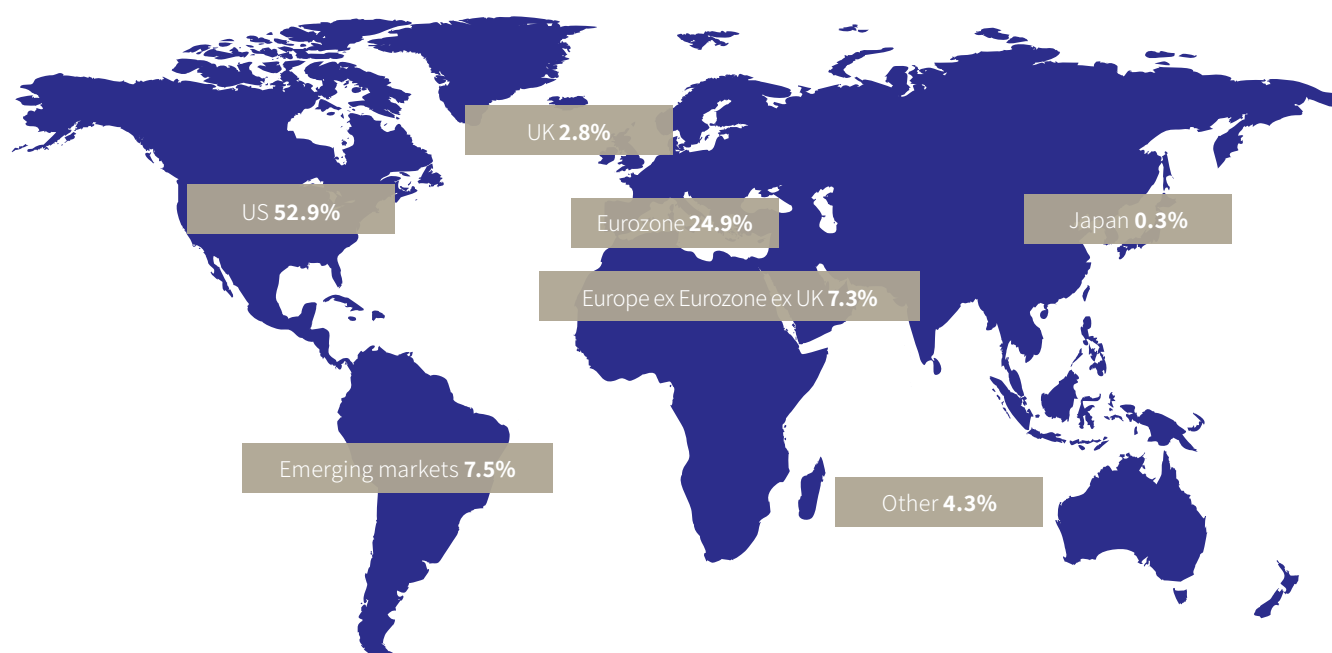 UK 2.8%
US 52.9%
Eurozone 24.9%
Japan 0.3%
Europe ex Eurozone ex UK 7.3%
Emerging markets 7.5%
Other 4.3%